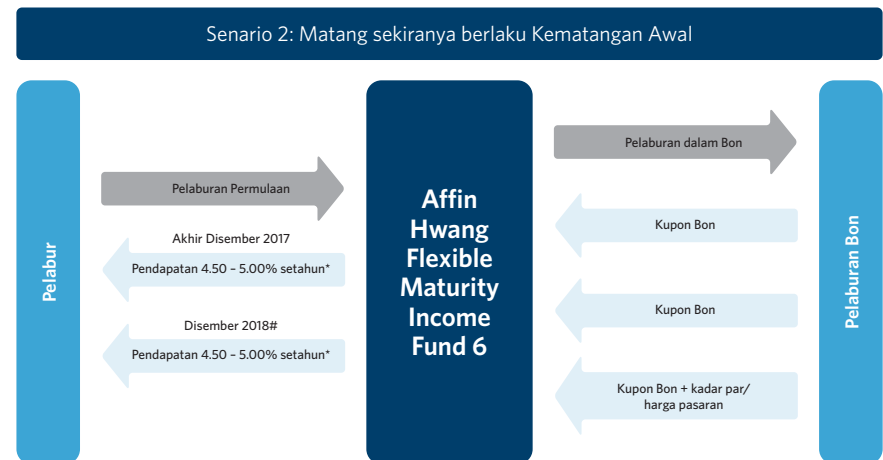 Senario 2: Matang sekiranya berlaku Kematangan Awal
Pelabur
Pelaburan Permulaan
Akhir Disember 2017
Pendapatan 4.50 – 5.00% setahun*
Disember 2018#
Pendapatan 4.50 – 5.00% setahun*
Affin
Hwang
Flexible
Maturity
Income
Fund 6
Pelaburan dalam Bon
Kupon Bon
Kupon Bon
Kupon Bon + kadar par/
harga pasaran
Pelaburan Bon